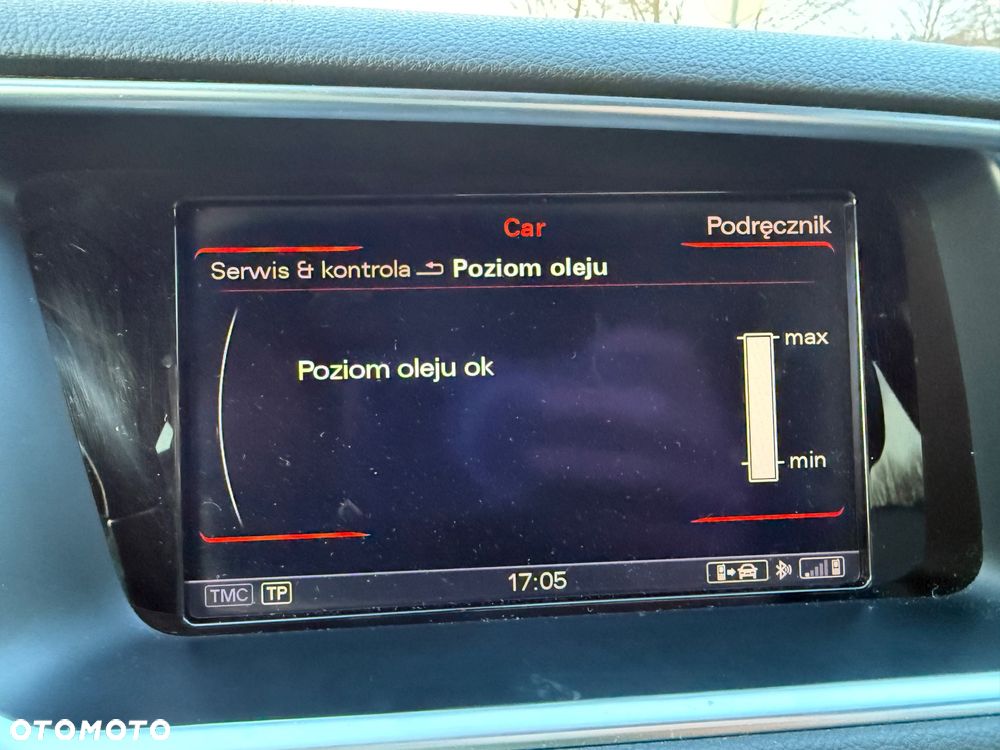 Car
Podręcznik
Serwis & kontrola Poziom oleju
Poziom oleju ok
max
min
TMC TP 17:05
OTOMOTO